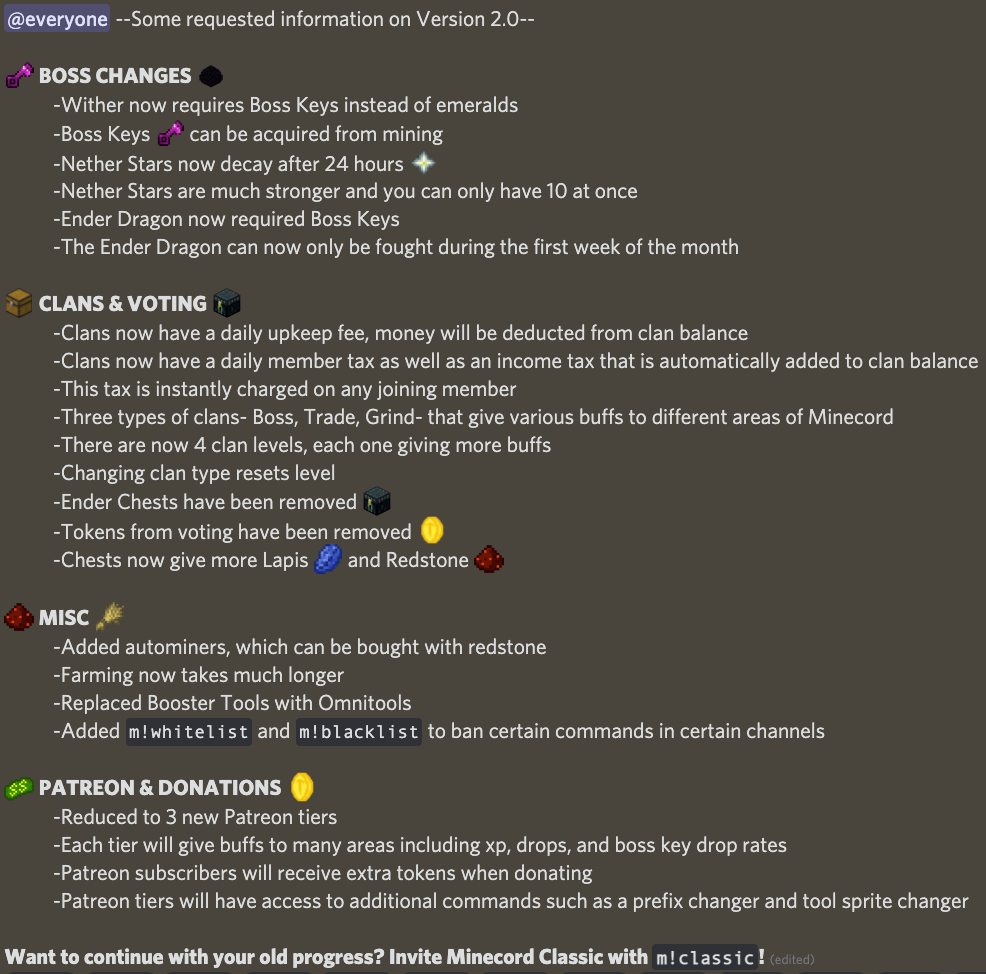 @everyone --Some requested information on Version 2.0--
BOSS CHANGES
-Wither now requires Boss Keys instead of emeralds
-Boss Keys can be acquired from mining
-Nether Stars now decay after 24 hours
-Nether Stars are much stronger and you can only have 10 at once
-Ender Dragon now required Boss Keys
-The Ender Dragon can now only be fought during the first week of the month
CLANS & VOTING
-Clans now have a daily upkeep fee, money will be deducted from clan balance
-Clans now have a daily member tax as well as an income tax that is automatically added to clan balance
-This tax is instantly charged on any joining member
-Three types of clans- Boss, Trade, Grind- that give various buffs to different areas of Minecord
-There are now 4 clan levels, each one giving more buffs
-Changing clan type resets level
-Ender Chests have been removed
-Tokens from voting have been removed
-Chests now give more Lapis and Redstone
MISC
-Added autominers, which can be bought with redstone
-Farming now takes much longer
-Replaced Booster Tools with Omnitools
-Added m!whitelist and m!blacklist to ban certain commands in certain channels
PATREON & DONATIONS
-Reduced to 3 new Patreon tiers
-Each tier will give buffs to many areas including xp, drops, and boss key drop rates
-Patreon subscribers will receive extra tokens when donating
-Patreon tiers will have access to additional commands such as a prefix changer and tool sprite changer
Want to continue with your old progress? Invite Minecord Classic with m!classic! (edited)